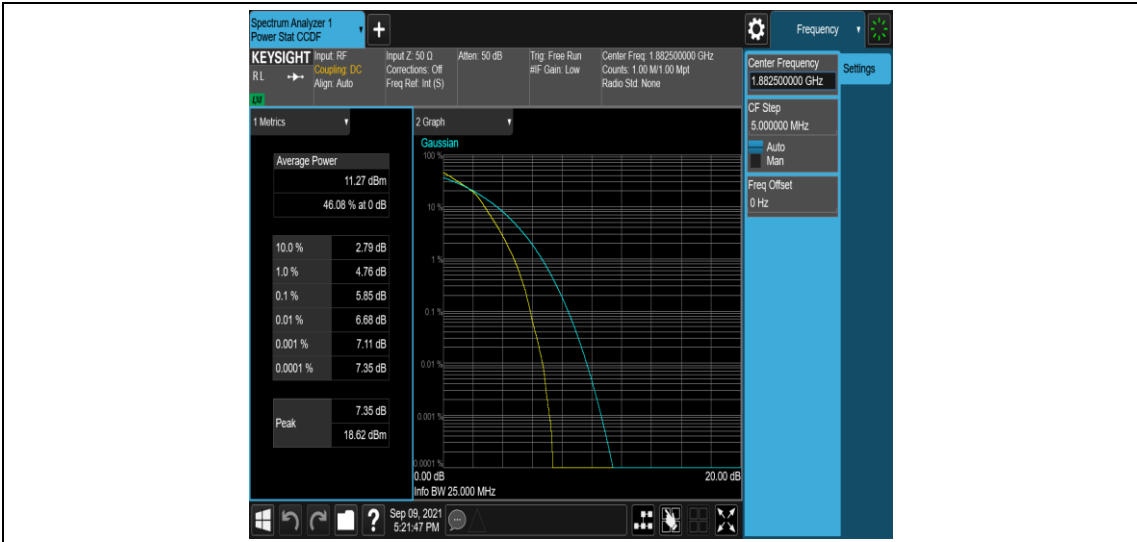 Spectrum Analyzer 1
Power Stat CCDF
+
Frequency
KEYSIGHT Input: RF Input Z: 50 Ω Atten: 50 dB Trig: Free Run Center Freq: 1.882500000 GHz
RL Coupling: DC Corrections: Off #IF Gain: Low Counts: 1.00 M/1.00 Mpt
Align: Auto Freq Ref: Int (S) Radio Std: None
LXI
Center Frequency
1.882500000 GHz
Settings
CF Step
5.000000 MHz
Auto
Man
Freq Offset
0 Hz
1 Metrics
Average Power
11.27 dBm
46.08 % at 0 dB
10.0 % 2.79 dB
1.0 % 4.76 dB
0.1 % 5.85 dB
0.01 % 6.68 dB
0.001 % 7.11 dB
0.0001 % 7.35 dB
Peak 7.35 dB
18.62 dBm
2 Graph
Gaussian
100 %
10 %
1 %
0.1 %
0.01 %
0.001 %
0.0001 %
0.00 dB 20.00 dB
Info BW 25.000 MHz
?
Sep 09, 2021
5:21:47 PM